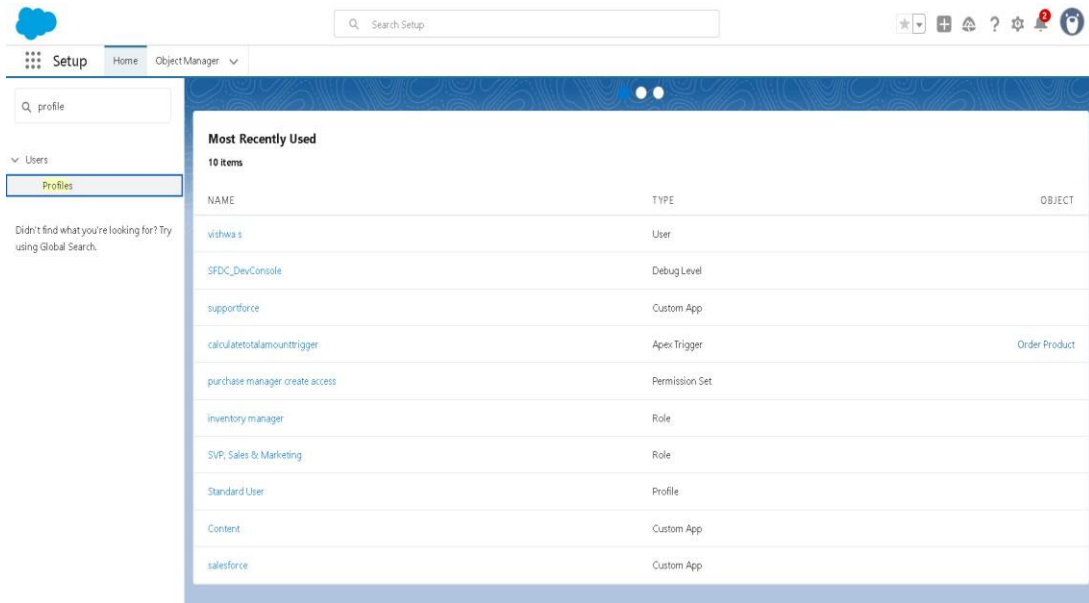 Search Setup
2
Setup
Home
Object Manager
profile
Users
Profiles
Didn't find what you're looking for? Try
using Global Search.
Most Recently Used
10 items
NAME TYPE OBJECT
vishwa s User
SFDC_DevConsole Debug Level
supportforce Custom App
calculatetotalamounttrigger Apex Trigger Order Product
purchase manager create access Permission Set
inventory manager Role
SVP, Sales & Marketing Role
Standard User Profile
Content Custom App
salesforce Custom App